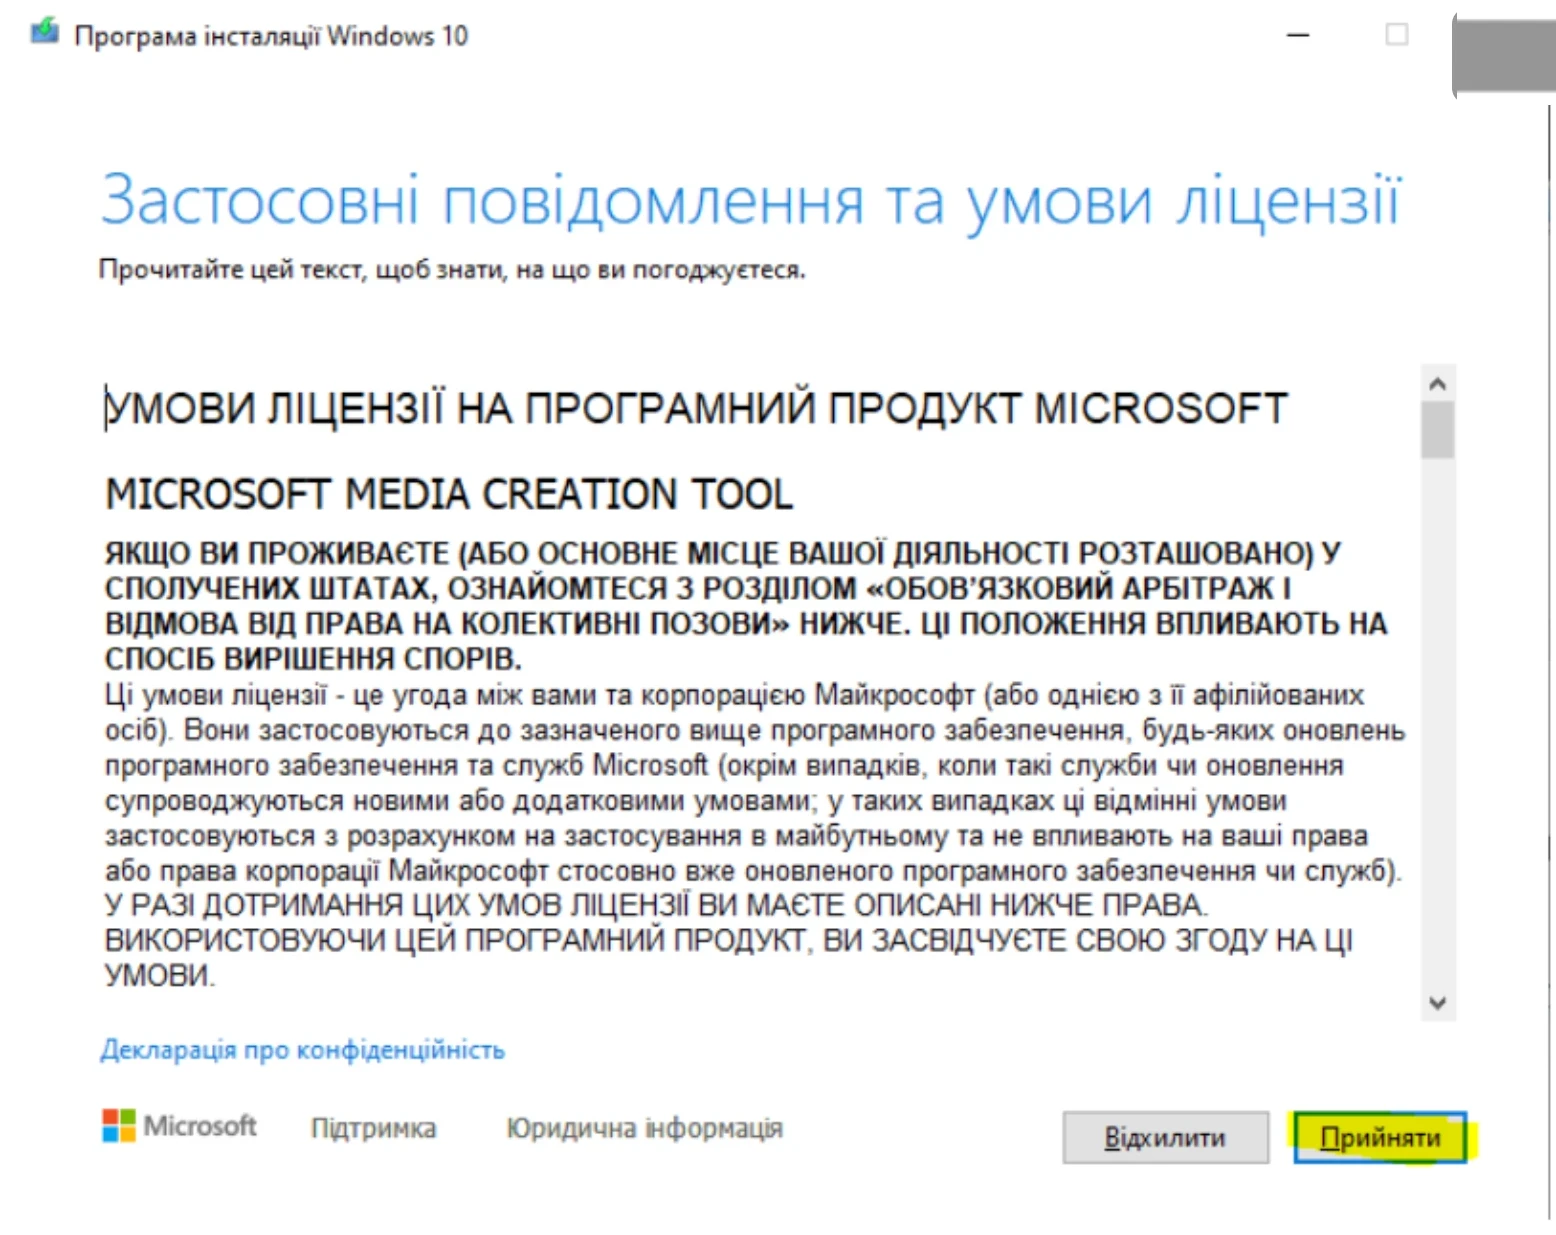 Програма інсталяції Windows 10
Застосовні повідомлення та умови ліцензії
Прочитайте цей текст, щоб знати, на що ви погоджуєтеся.
УМОВИ ЛІЦЕНЗІЇ НА ПРОГРАМНИЙ ПРОДУКТ MICROSOFT
MICROSOFT MEDIA CREATION TOOL
ЯКЩО ВИ ПРОЖИВАЄТЕ (АБО ОСНОВНЕ МІСЦЕ ВАШОЇ ДІЯЛЬНОСТІ РОЗТАШОВАНО) У
СПОЛУЧЕНИХ ШТАТАХ, ОЗНАЙОМТЕСЯ З РОЗДІЛОМ «ОБОВ’ЯЗКОВИЙ АРБІТРАЖ І
ВІДМОВА ВІД ПРАВА НА КОЛЕКТИВНІ ПОЗОВИ» НИЖЧЕ. ЦІ ПОЛОЖЕННЯ ВПЛИВАЮТЬ НА
СПОСІБ ВИРІШЕННЯ СПОРІВ.
Ці умови ліцензії - це угода між вами та корпорацією Майкрософт (або однією з її афілійованих
осіб). Вони застосовуються до зазначеного вище програмного забезпечення, будь-яких оновлень
програмного забезпечення та служб Microsoft (окрім випадків, коли такі служби чи оновлення
супроводжуються новими або додатковими умовами; у таких випадках ці відмінні умови
застосовуються з розрахунком на застосування в майбутньому та не впливають на ваші права
або права корпорації Майкрософт стосовно вже оновленого програмного забезпечення чи служб).
У РАЗІ ДОТРИМАННЯ ЦИХ УМОВ ЛІЦЕНЗІЇ ВИ МАЄТЕ ОПИСАНІ НИЖЧЕ ПРАВА.
ВИКОРИСТОВУЮЧИ ЦЕЙ ПРОГРАМНИЙ ПРОДУКТ, ВИ ЗАСВІДЧУЄТЕ СВОЮ ЗГОДУ НА ЦІ
УМОВИ.
Декларація про конфіденційність
Microsoft Підтримка Юридична інформація Відхилити Прийняти